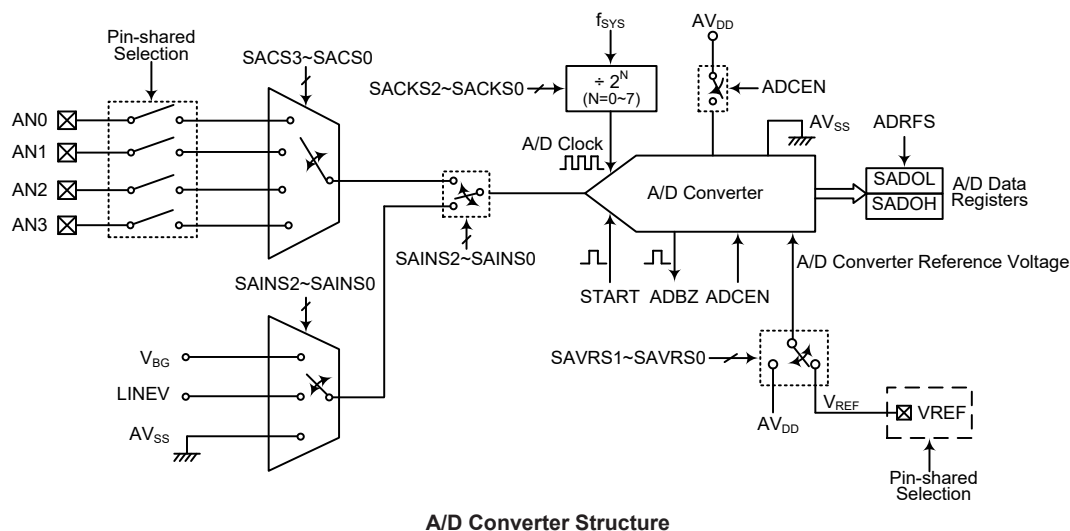 Pin-shared
Selection
SACS3~SACS0
fSYS
AVDD
SACKS2~SACKS0
÷ 2^N
(N=0~7)
ADCEN
AN0
AN1
AN2
AN3
A/D Clock
AVSS
ADRFS
A/D Converter
SADOL
SADOH
A/D Data
Registers
SAINS2~SAINS0
A/D Converter Reference Voltage
START
ADBZ
ADCEN
SAINS2~SAINS0
VBG
LINEV
AVSS
SAVRS1~SAVRS0
AVDD
VREF
VREF
Pin-shared
Selection
A/D Converter Structure